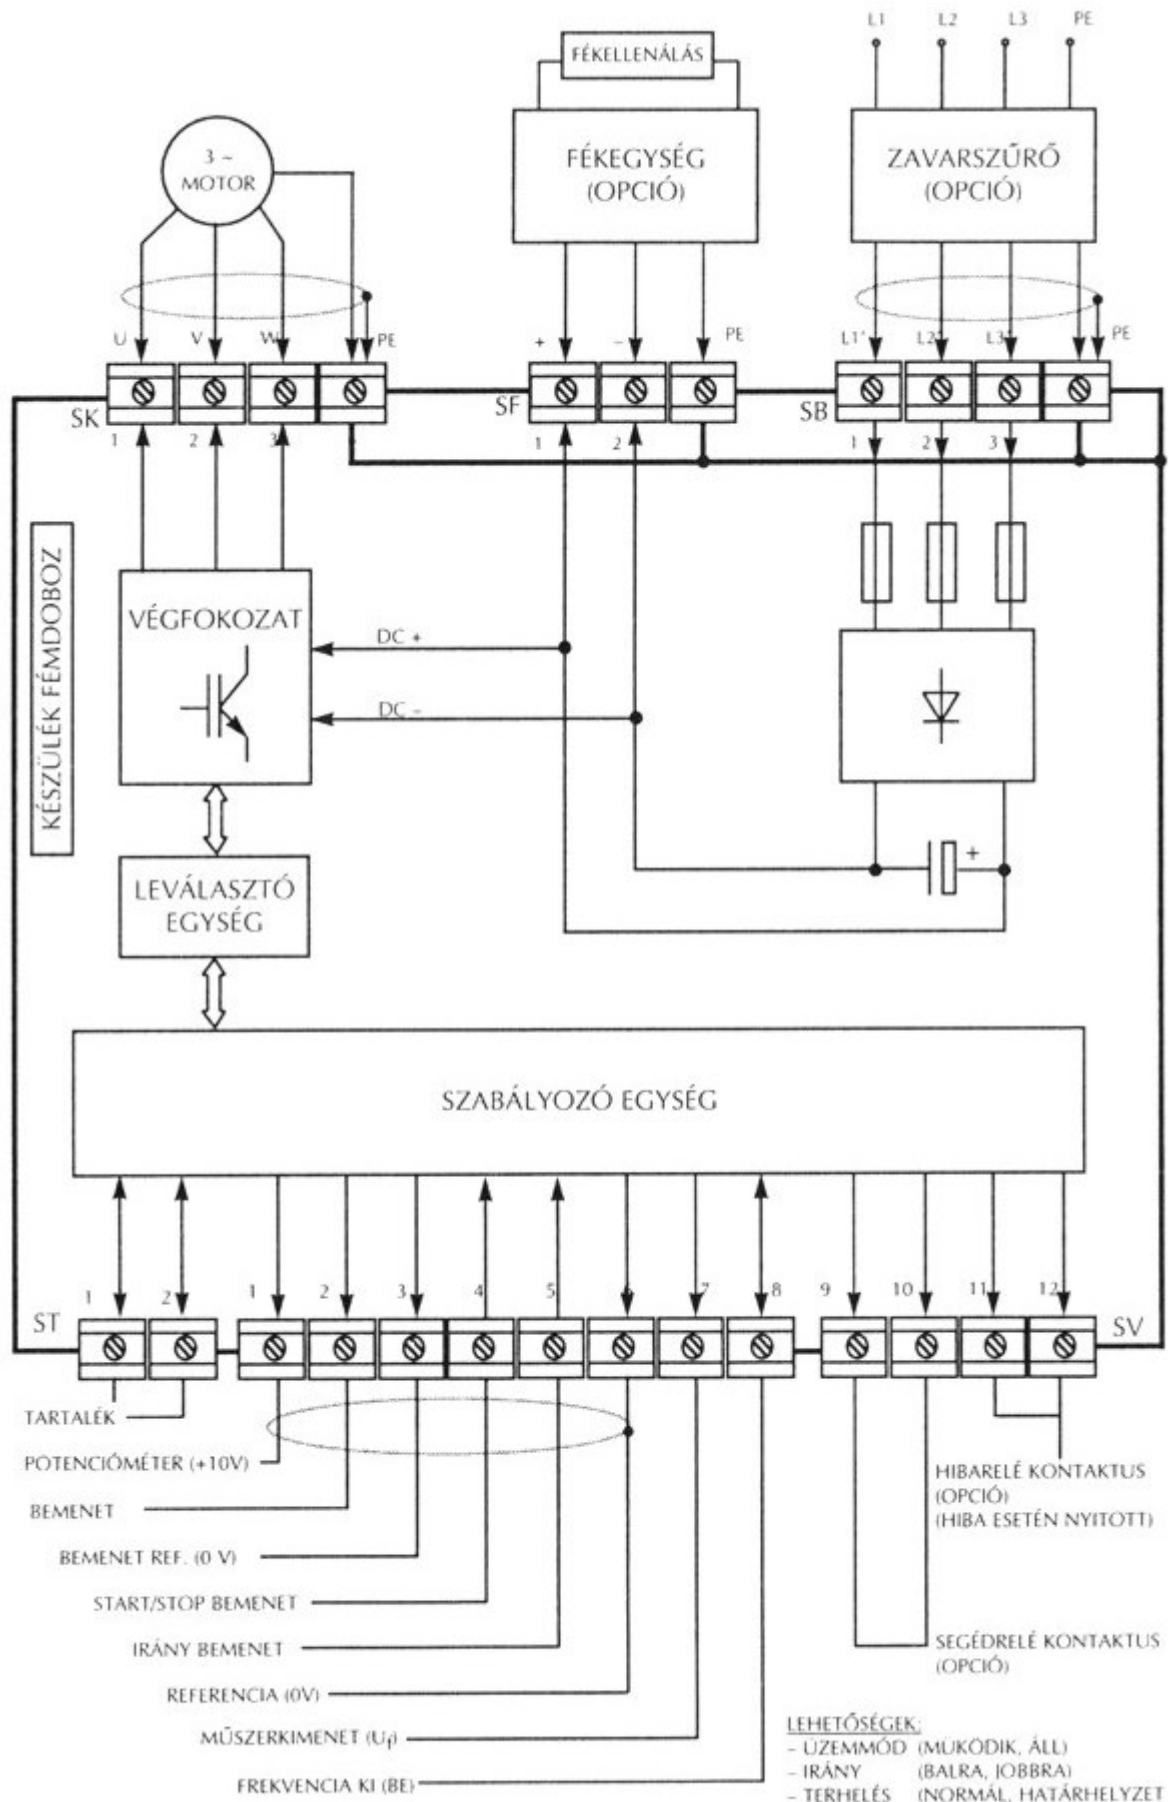 L1 L2 L3 PE
FÉKELLENÁLÁS
3 ~
MOTOR
FÉKEGYSÉG
(OPCIÓ)
ZAVARSZŰRŐ
(OPCIÓ)
U V W PE
+ − PE
L1' L2' L3' PE
SK
SF
SB
1 2 3
1 2
1 2 3
KÉSZÜLÉK FÉMDOBOZ
VÉGFOKOZAT
DC +
DC −
+
LEVÁLASZTÓ
EGYSÉG
SZABÁLYOZÓ EGYSÉG
ST
1 2 1 2 3 4 5 6 7 8 9 10 11 12
SV
TARTALÉK
POTENCIÓMÉTER (+10V)
BEMENET
BEMENET REF. (0 V)
START/STOP BEMENET
IRÁNY BEMENET
REFERENCIA (0V)
MŰSZERKIMENET (Uf)
FREKVENCIA KI (BE)
HIBARELÉ KONTAKTUS
(OPCIÓ)
(HIBA ESETÉN NYITOTT)
SEGÉDRELÉ KONTAKTUS
(OPCIÓ)
LEHETŐSÉGEK:
– ÜZEMMÓD (MŰKÖDIK, ÁLL)
– IRÁNY (BALRA, JOBBRA)
– TERHELÉS (NORMÁL, HATÁRHELYZET